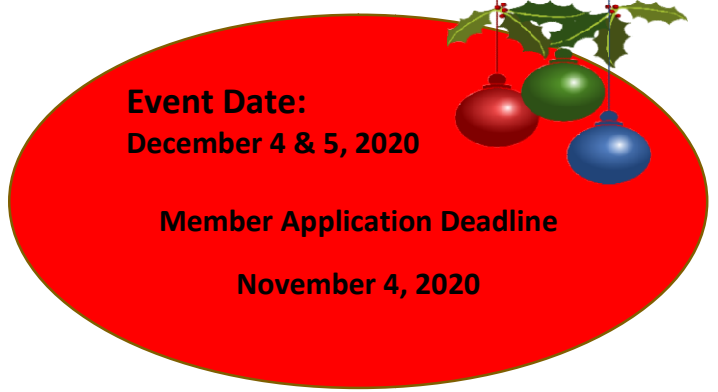 Event Date:
December 4 & 5, 2020
Member Application Deadline
November 4, 2020